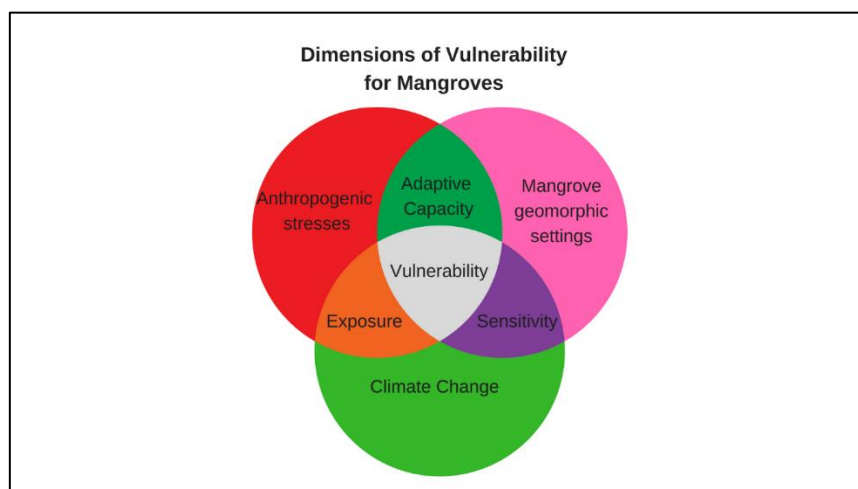 Dimensions of Vulnerability
for Mangroves
Anthropogenic
stresses
Adaptive
Capacity
Mangrove
geomorphic
settings
Vulnerability
Exposure
Sensitivity
Climate Change